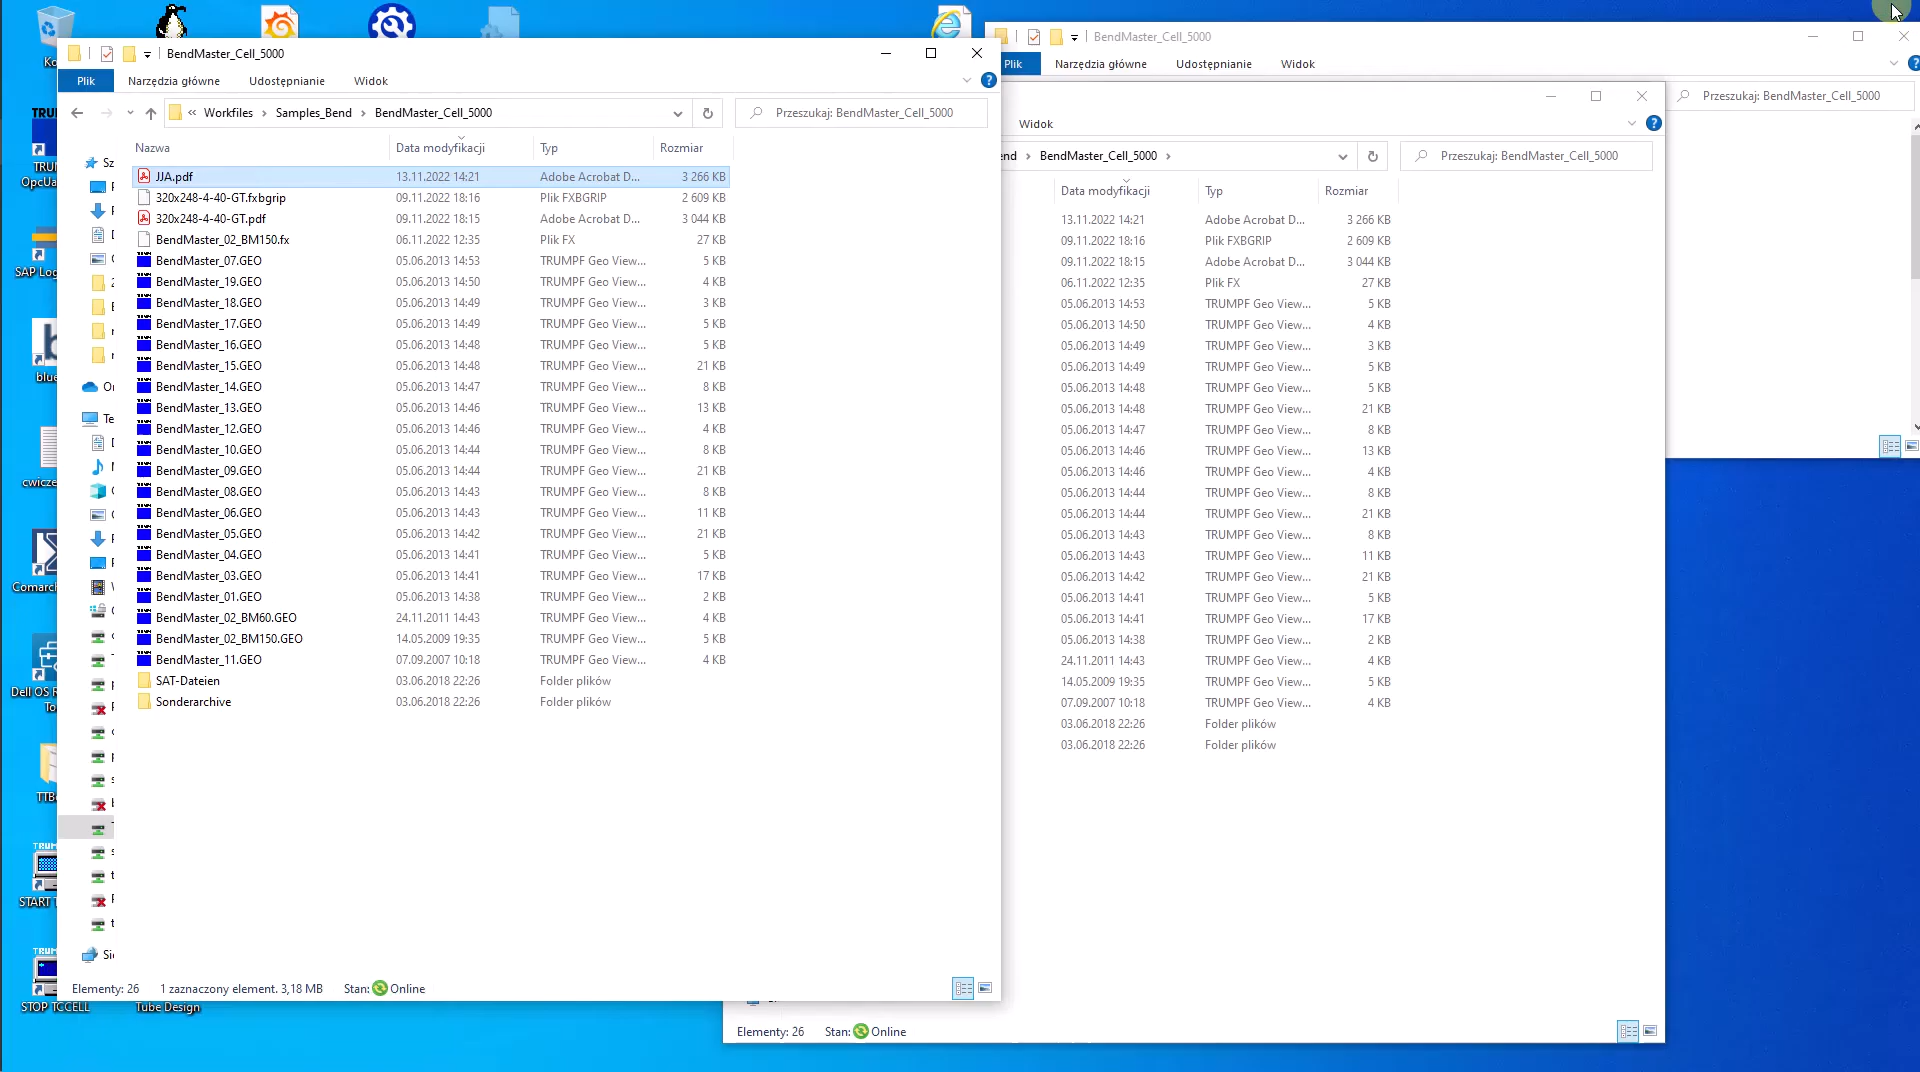 BendMaster_Cell_5000
Plik
Narzędzia główne
Udostępnianie
Widok
Workfiles
Samples_Bend
BendMaster_Cell_5000
Przeszukaj: BendMaster_Cell_5000
Nazwa
Data modyfikacji
Typ
Rozmiar
JJA.pdf 13.11.2022 14:21 Adobe Acrobat D... 3 266 KB
320x248-4-40-GT.fxbgrip 09.11.2022 18:16 Plik FXBGRIP 2 609 KB
320x248-4-40-GT.pdf 09.11.2022 18:15 Adobe Acrobat D... 3 044 KB
BendMaster_02_BM150.fx 06.11.2022 12:35 Plik FX 27 KB
BendMaster_07.GEO 05.06.2013 14:53 TRUMPF Geo View... 5 KB
BendMaster_19.GEO 05.06.2013 14:50 TRUMPF Geo View... 4 KB
BendMaster_18.GEO 05.06.2013 14:49 TRUMPF Geo View... 3 KB
BendMaster_17.GEO 05.06.2013 14:49 TRUMPF Geo View... 5 KB
BendMaster_16.GEO 05.06.2013 14:48 TRUMPF Geo View... 5 KB
BendMaster_15.GEO 05.06.2013 14:48 TRUMPF Geo View... 21 KB
BendMaster_14.GEO 05.06.2013 14:47 TRUMPF Geo View... 8 KB
BendMaster_13.GEO 05.06.2013 14:46 TRUMPF Geo View... 13 KB
BendMaster_12.GEO 05.06.2013 14:46 TRUMPF Geo View... 4 KB
BendMaster_10.GEO 05.06.2013 14:44 TRUMPF Geo View... 8 KB
BendMaster_09.GEO 05.06.2013 14:44 TRUMPF Geo View... 21 KB
BendMaster_08.GEO 05.06.2013 14:43 TRUMPF Geo View... 8 KB
BendMaster_06.GEO 05.06.2013 14:43 TRUMPF Geo View... 11 KB
BendMaster_05.GEO 05.06.2013 14:42 TRUMPF Geo View... 21 KB
BendMaster_04.GEO 05.06.2013 14:41 TRUMPF Geo View... 5 KB
BendMaster_03.GEO 05.06.2013 14:41 TRUMPF Geo View... 17 KB
BendMaster_01.GEO 05.06.2013 14:38 TRUMPF Geo View... 2 KB
BendMaster_02_BM60.GEO 24.11.2011 14:43 TRUMPF Geo View... 4 KB
BendMaster_02_BM150.GEO 14.05.2009 19:35 TRUMPF Geo View... 5 KB
BendMaster_11.GEO 07.09.2007 10:18 TRUMPF Geo View... 4 KB
SAT-Dateien 03.06.2018 22:26 Folder plików
Sonderarchive 03.06.2018 22:26 Folder plików
Elementy: 26 1 zaznaczony element. 3,18 MB Stan: Online
START T
STOP TCCELL
Tube Design
SAP Log
Dell OS R
BendMaster_Cell_5000
Plik
Narzędzia główne
Udostępnianie
Widok
Przeszukaj: BendMaster_Cell_5000
Widok
end
BendMaster_Cell_5000
Przeszukaj: BendMaster_Cell_5000
Data modyfikacji
Typ
Rozmiar
13.11.2022 14:21 Adobe Acrobat D... 3 266 KB
09.11.2022 18:16 Plik FXBGRIP 2 609 KB
09.11.2022 18:15 Adobe Acrobat D... 3 044 KB
06.11.2022 12:35 Plik FX 27 KB
05.06.2013 14:53 TRUMPF Geo View... 5 KB
05.06.2013 14:50 TRUMPF Geo View... 4 KB
05.06.2013 14:49 TRUMPF Geo View... 3 KB
05.06.2013 14:49 TRUMPF Geo View... 5 KB
05.06.2013 14:48 TRUMPF Geo View... 5 KB
05.06.2013 14:48 TRUMPF Geo View... 21 KB
05.06.2013 14:47 TRUMPF Geo View... 8 KB
05.06.2013 14:46 TRUMPF Geo View... 13 KB
05.06.2013 14:46 TRUMPF Geo View... 4 KB
05.06.2013 14:44 TRUMPF Geo View... 8 KB
05.06.2013 14:44 TRUMPF Geo View... 21 KB
05.06.2013 14:43 TRUMPF Geo View... 8 KB
05.06.2013 14:43 TRUMPF Geo View... 11 KB
05.06.2013 14:42 TRUMPF Geo View... 21 KB
05.06.2013 14:41 TRUMPF Geo View... 5 KB
05.06.2013 14:41 TRUMPF Geo View... 17 KB
05.06.2013 14:38 TRUMPF Geo View... 2 KB
24.11.2011 14:43 TRUMPF Geo View... 4 KB
14.05.2009 19:35 TRUMPF Geo View... 5 KB
07.09.2007 10:18 TRUMPF Geo View... 4 KB
03.06.2018 22:26 Folder plików
03.06.2018 22:26 Folder plików
Elementy: 26 Stan: Online